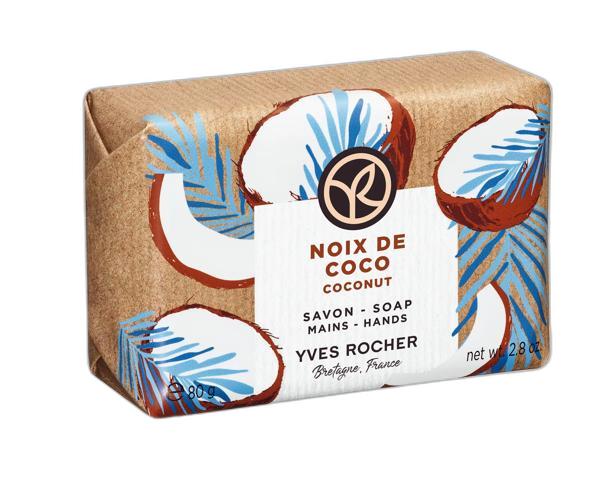 NOIX DE
COCO
COCONUT
SAVON - SOAP
MAINS - HANDS
YVES ROCHER
Bretagne, France
80 g
net wt. 2.8 oz.